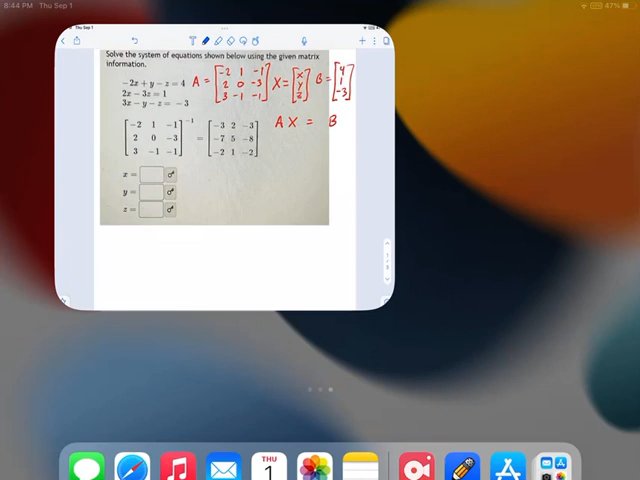 8:44 PM Thu Sep 1
47%
Thu Sep 1
Solve the system of equations shown below using the given matrix
information.
−2x + y − z = 4
2x − 3z = 1
3x − y − z = − 3
A = [-2 1 -1
2 0 -3
3 -1 -1] X = [x
y
z] B = [4
1
-3]
A X = B
[−2 1 −1
2 0 −3
3 −1 −1]⁻¹ = [−3 2 −3
−7 5 −8
−2 1 −2]
x =
y =
z =
THU
1